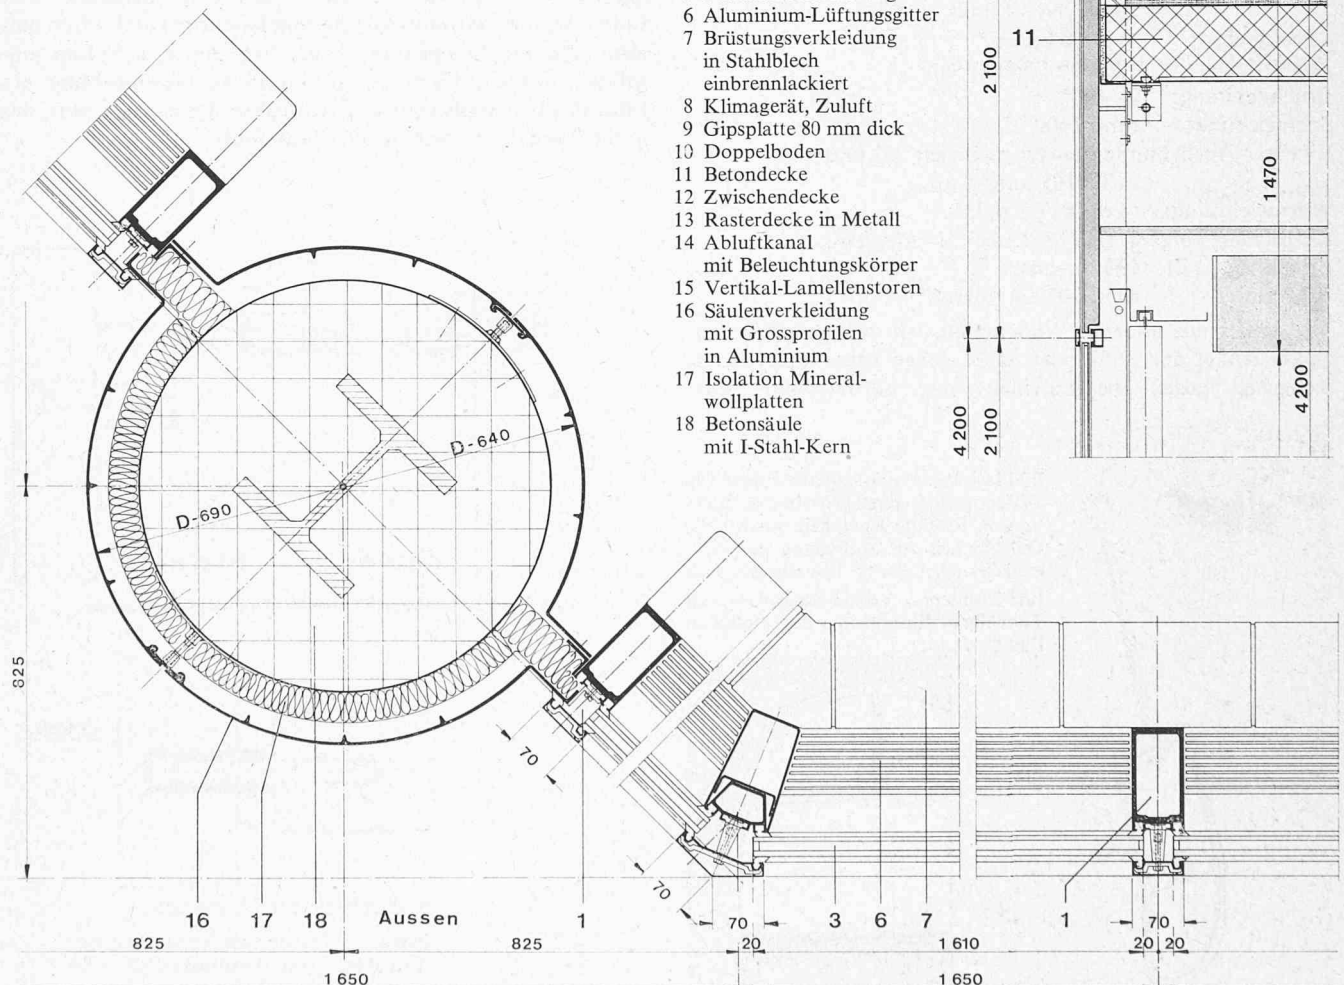 6 Aluminium-Lüftungsgitter
7 Brüstungsverkleidung
in Stahlblech
einbrennlackiert
8 Klimagerät, Zuluft
9 Gipsplatte 80 mm dick
10 Doppelboden
11 Betondecke
12 Zwischendecke
13 Rasterdecke in Metall
14 Abluftkanal
mit Beleuchtungskörper
15 Vertikal-Lamellenstoren
16 Säulenverkleidung
mit Grossprofilen
in Aluminium
17 Isolation Mineral-
wollplatten
18 Betonsäule
mit I-Stahl-Kern
11
2100
1470
4200
2100
4200
D-640
D-690
825
70
70
16 17 18 Aussen 1 70 3 6 7 1 70
825 825 20 1610 20 20
1650 1650